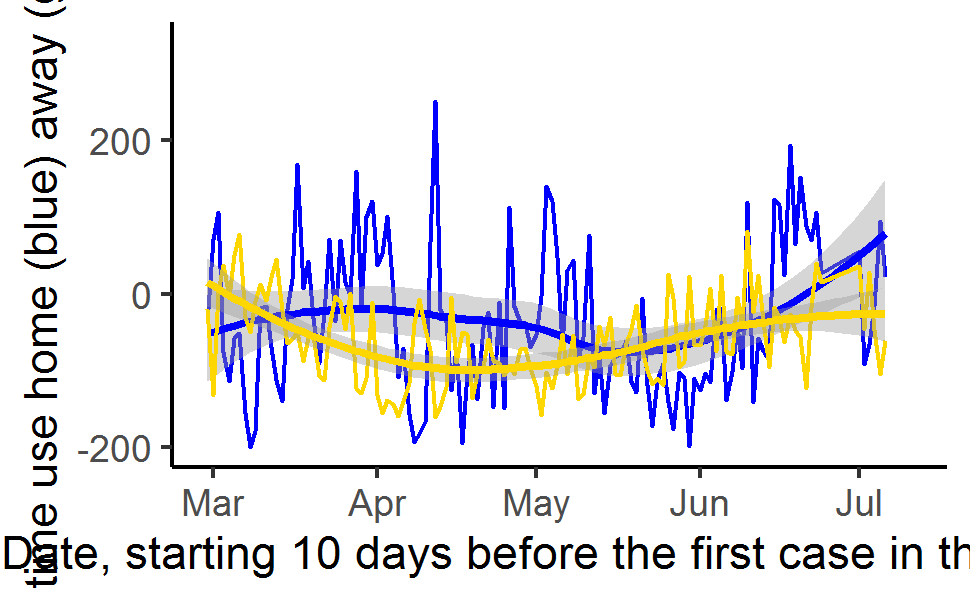 time use home (blue) away (
200
0
-200
Mar Apr May Jun Jul
Date, starting 10 days before the first case in th